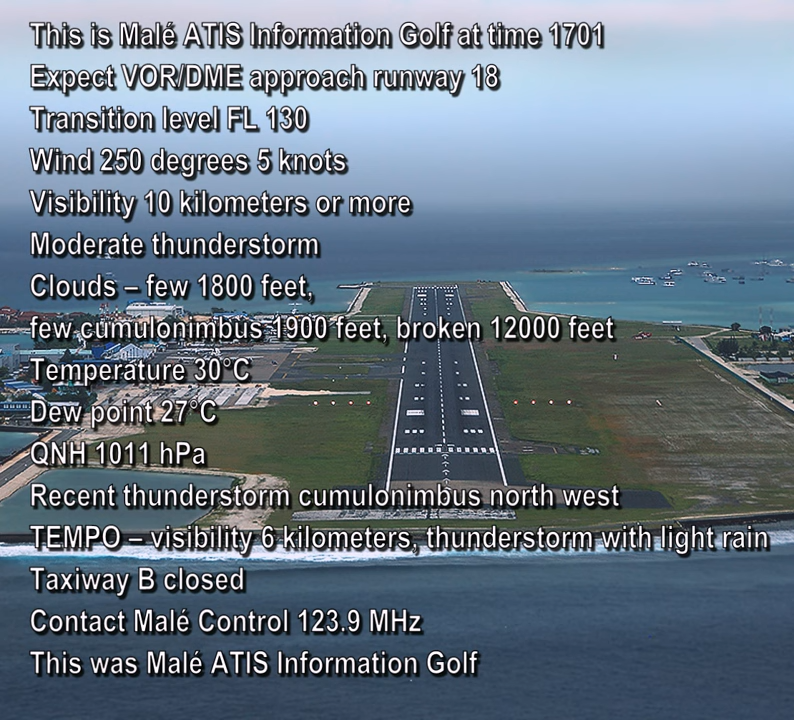 This is Malé ATIS Information Golf at time 1701
Expect VOR/DME approach runway 18
Transition level FL 130
Wind 250 degrees 5 knots
Visibility 10 kilometers or more
Moderate thunderstorm
Clouds – few 1800 feet,
few cumulonimbus 1900 feet, broken 12000 feet
Temperature 30°C
Dew point 27°C
QNH 1011 hPa
Recent thunderstorm cumulonimbus north west
TEMPO – visibility 6 kilometers, thunderstorm with light rain
Taxiway B closed
Contact Malé Control 123.9 MHz
This was Malé ATIS Information Golf